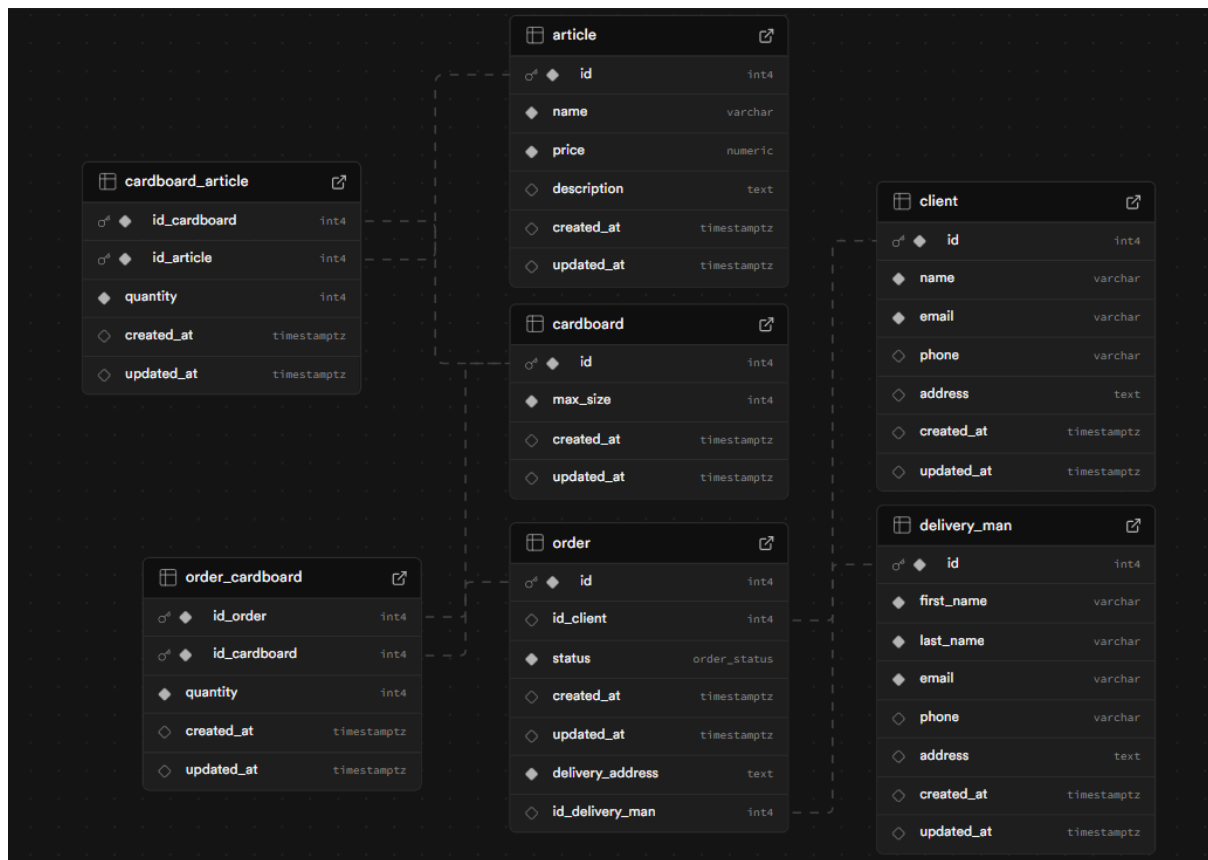 article
id int4
name varchar
price numeric
description text
created_at timestamptz
updated_at timestamptz
cardboard_article
id_cardboard int4
id_article int4
quantity int4
created_at timestamptz
updated_at timestamptz
client
id int4
name varchar
email varchar
phone varchar
address text
created_at timestamptz
updated_at timestamptz
cardboard
id int4
max_size int4
created_at timestamptz
updated_at timestamptz
order
id int4
id_client int4
status order_status
created_at timestamptz
updated_at timestamptz
delivery_address text
id_delivery_man int4
delivery_man
id int4
first_name varchar
last_name varchar
email varchar
phone varchar
address text
created_at timestamptz
updated_at timestamptz
order_cardboard
id_order int4
id_cardboard int4
quantity int4
created_at timestamptz
updated_at timestamptz